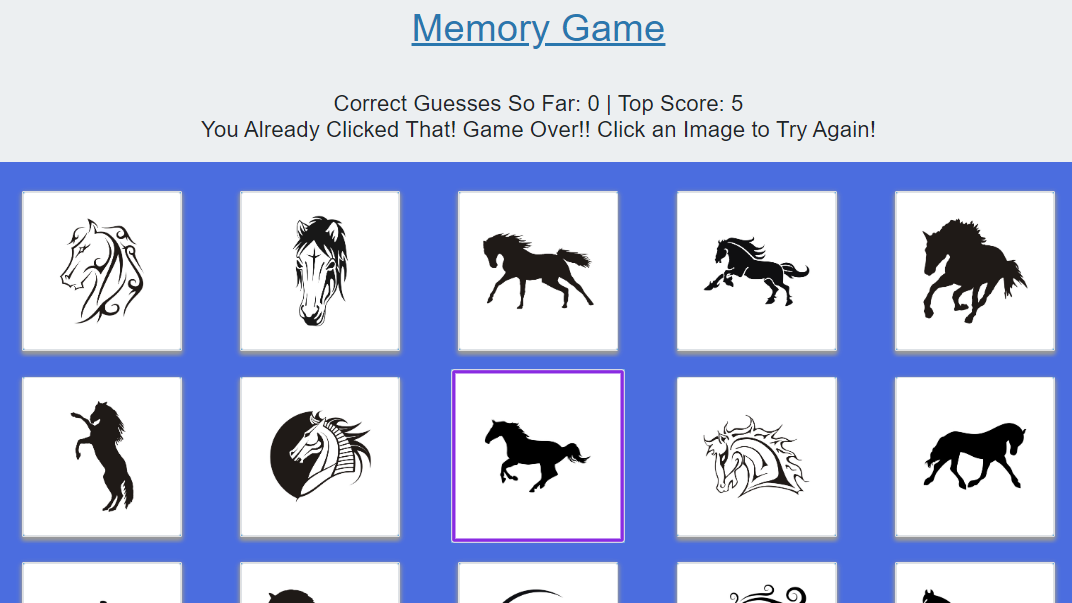 Memory Game
Correct Guesses So Far: 0 | Top Score: 5
You Already Clicked That! Game Over!! Click an Image to Try Again!